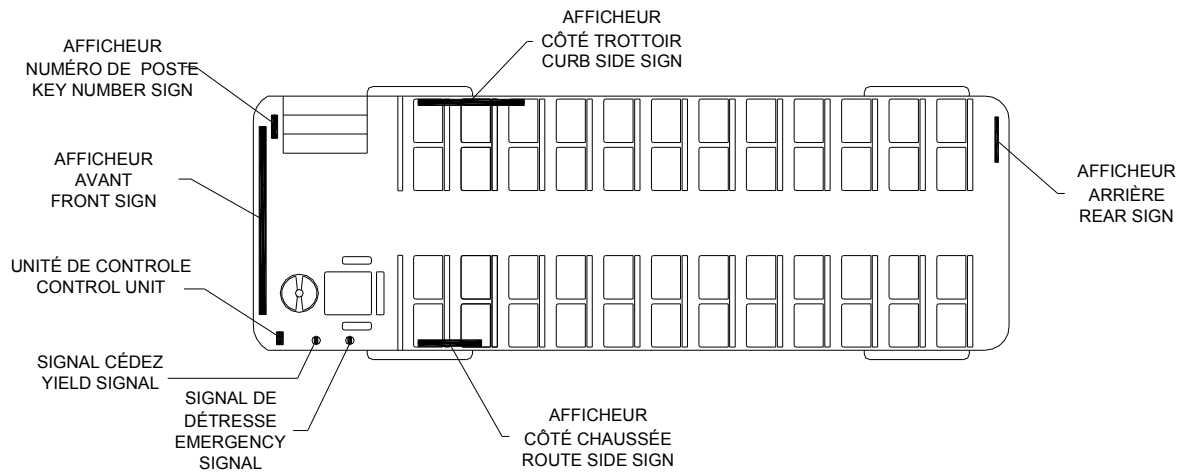 AFFICHEUR
CÔTÉ TROTTOIR
CURB SIDE SIGN
AFFICHEUR
NUMÉRO DE POSTE
KEY NUMBER SIGN
AFFICHEUR
AVANT
FRONT SIGN
AFFICHEUR
ARRIÈRE
REAR SIGN
UNITÉ DE CONTROLE
CONTROL UNIT
SIGNAL CÉDEZ
YIELD SIGNAL
SIGNAL DE
DÉTRESSE
EMERGENCY
SIGNAL
AFFICHEUR
CÔTÉ CHAUSSÉE
ROUTE SIDE SIGN